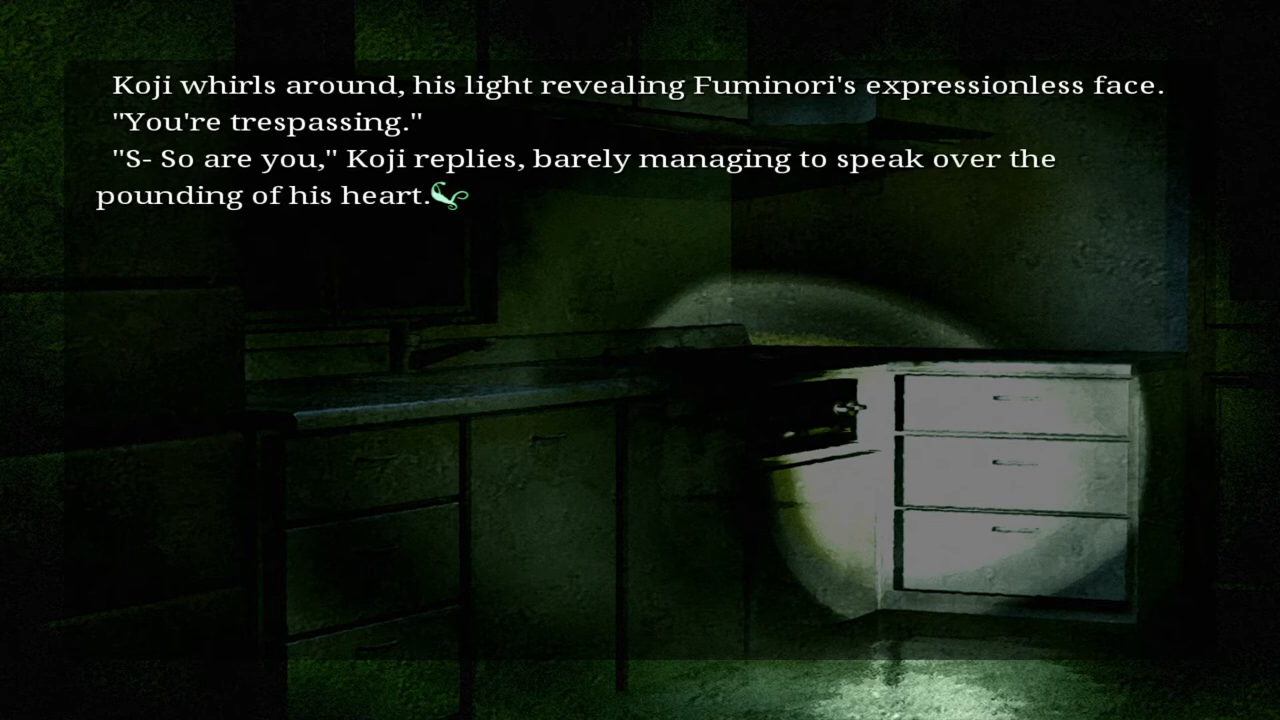 Koji whirls around, his light revealing Fuminori's expressionless face.
"You're trespassing."
"S- So are you," Koji replies, barely managing to speak over the
pounding of his heart.